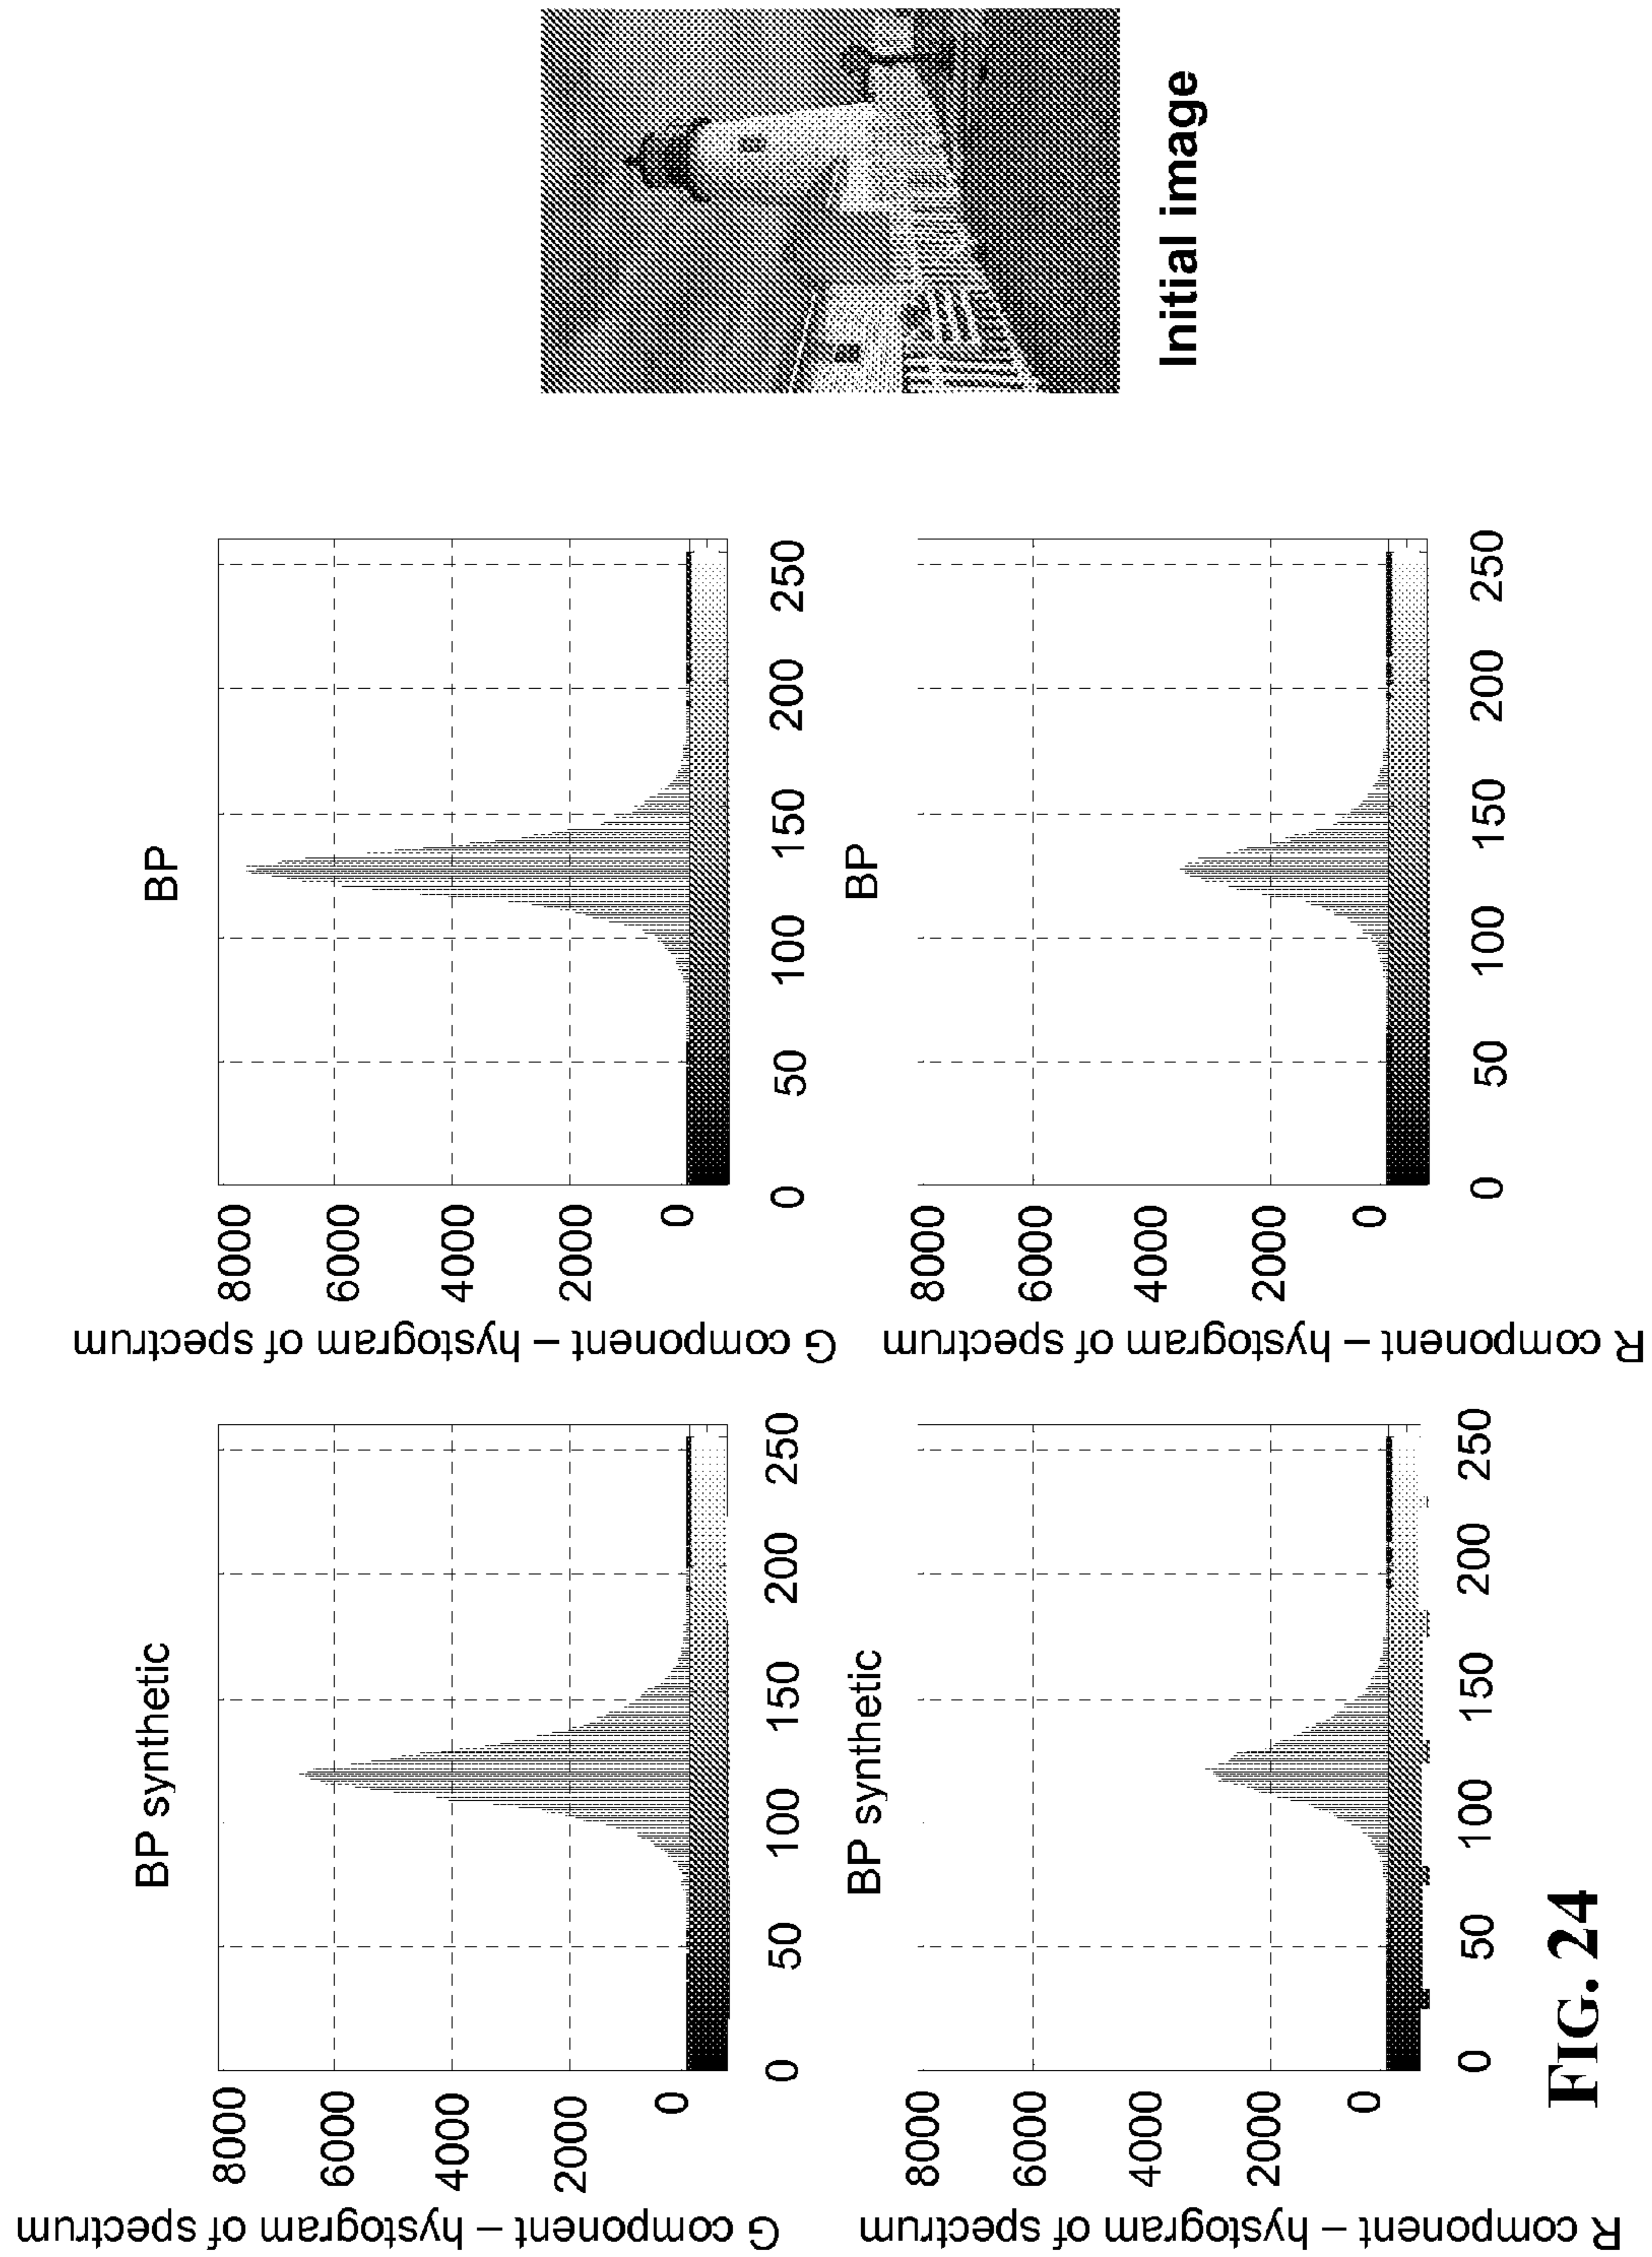 G component – hystogram of spectrum
BP synthetic
8000
6000
4000
2000
0
0 50 100 150 200 250
G component – hystogram of spectrum
BP
8000
6000
4000
2000
0
0 50 100 150 200 250
R component – hystogram of spectrum
BP synthetic
8000
6000
4000
2000
0
0 50 100 150 200 250
R component – hystogram of spectrum
BP
8000
6000
4000
2000
0
0 50 100 150 200 250
Initial image
FIG. 24